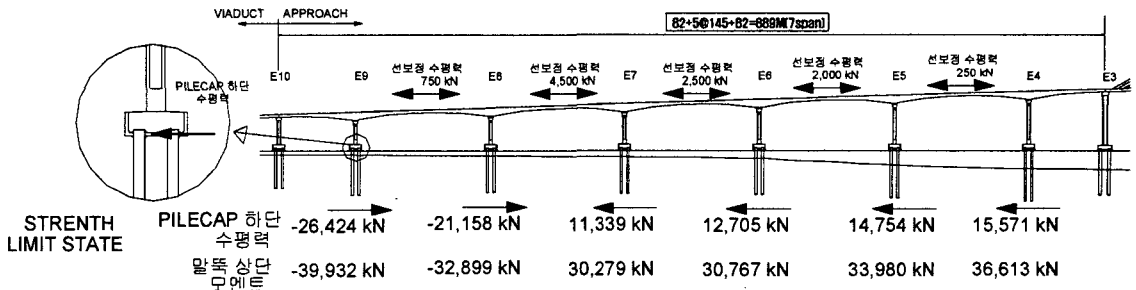 VIADUCT APPROACH
82+5@145+82=889M(7span)
E10 E9 선보정 수평력 E8 선보정 수평력 E7 선보정 수평력 E6 선보정 수평력 E5 선보정 수평력 E4 E3
750 kN 4,500 kN 2,500 kN 2,000 kN 250 kN
PILECAP 하단
수평력
STRENTH
LIMIT STATE
PILECAP 하단
수평력
-26,424 kN -21,158 kN 11,339 kN 12,705 kN 14,754 kN 15,571 kN
말뚝 상단
모멘트
-39,932 kN -32,899 kN 30,279 kN 30,767 kN 33,980 kN 36,613 kN